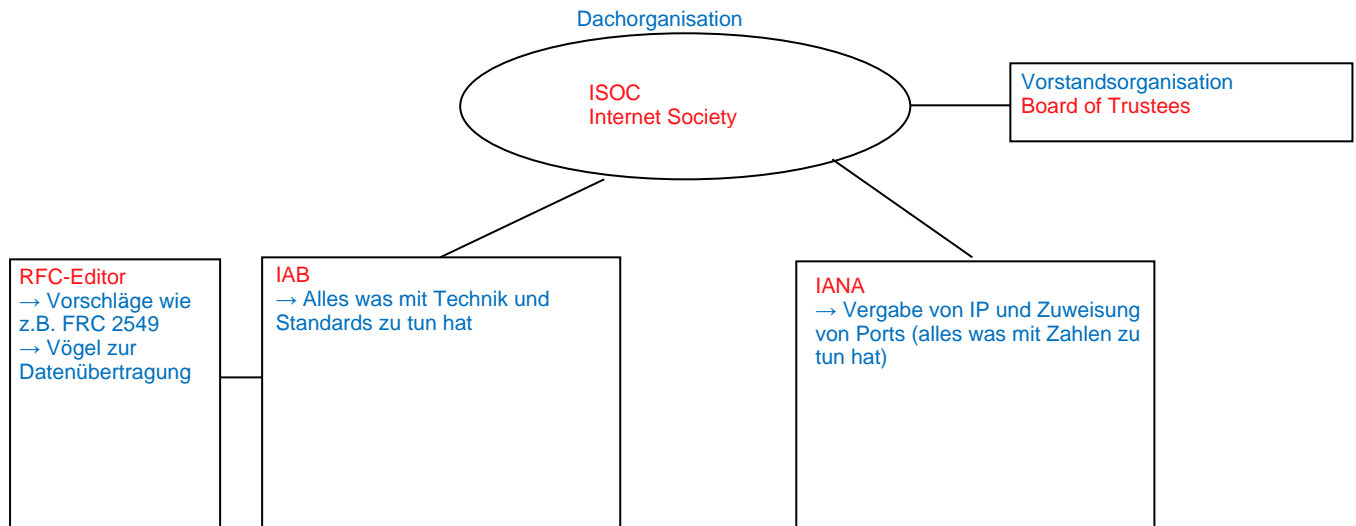 Dachorganisation
ISOC
Internet Society
Vorstandsorganisation
Board of Trustees
RFC-Editor
→ Vorschläge wie
z.B. FRC 2549
→ Vögel zur
Datenübertragung
IAB
→ Alles was mit Technik und
Standards zu tun hat
IANA
→ Vergabe von IP und Zuweisung
von Ports (alles was mit Zahlen zu
tun hat)